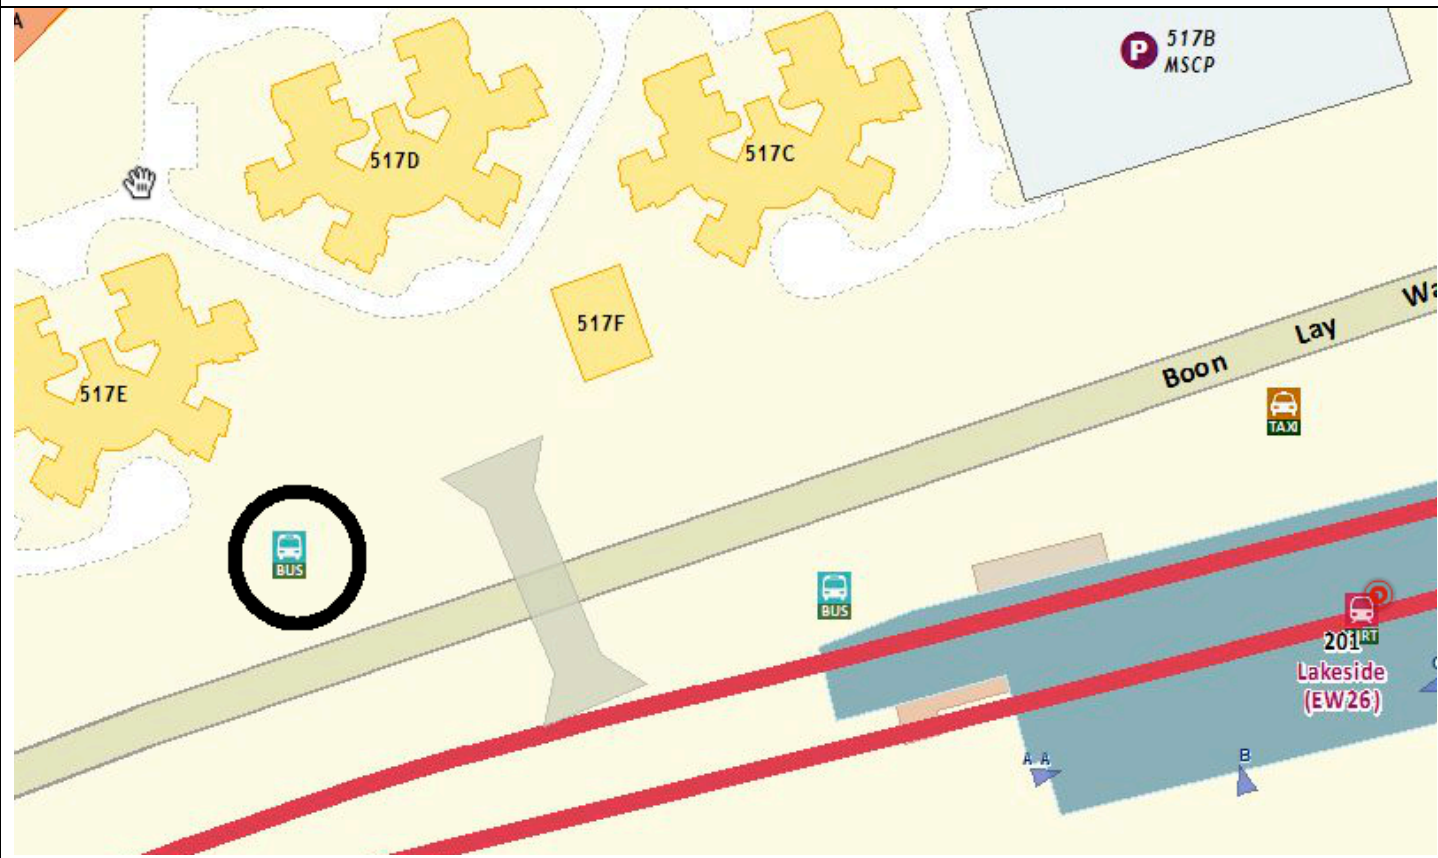 A
P
517B
MSCP
517D
517C
517F
517E
Boon Lay Wa
TAXI
BUS
BUS
201
RT
Lakeside
(EW26)
A A
B